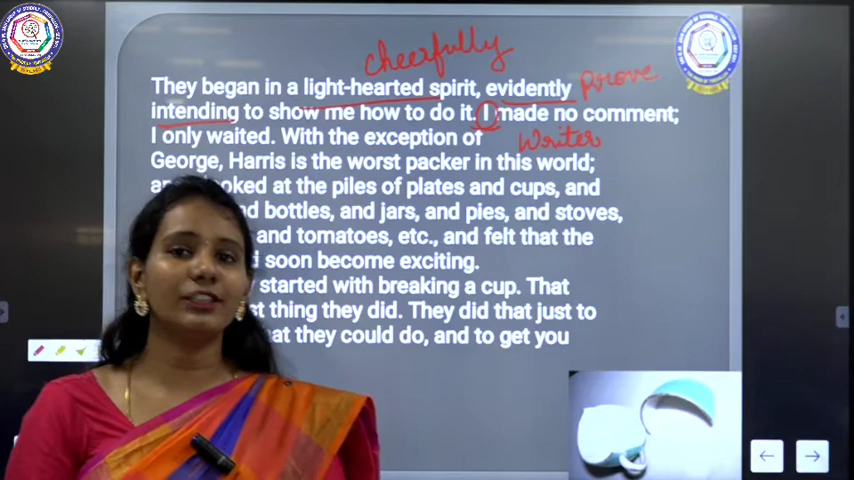 cheerfully
They began in a light-hearted spirit, evidently prove
intending to show me how to do it. I made no comment;
I only waited. With the exception of Writer
George, Harris is the worst packer in this world;
looked at the piles of plates and cups, and
bottles, and jars, and pies, and stoves,
and tomatoes, etc., and felt that the
soon become exciting.
started with breaking a cup. That
thing they did. They did that just to
they could do, and to get you